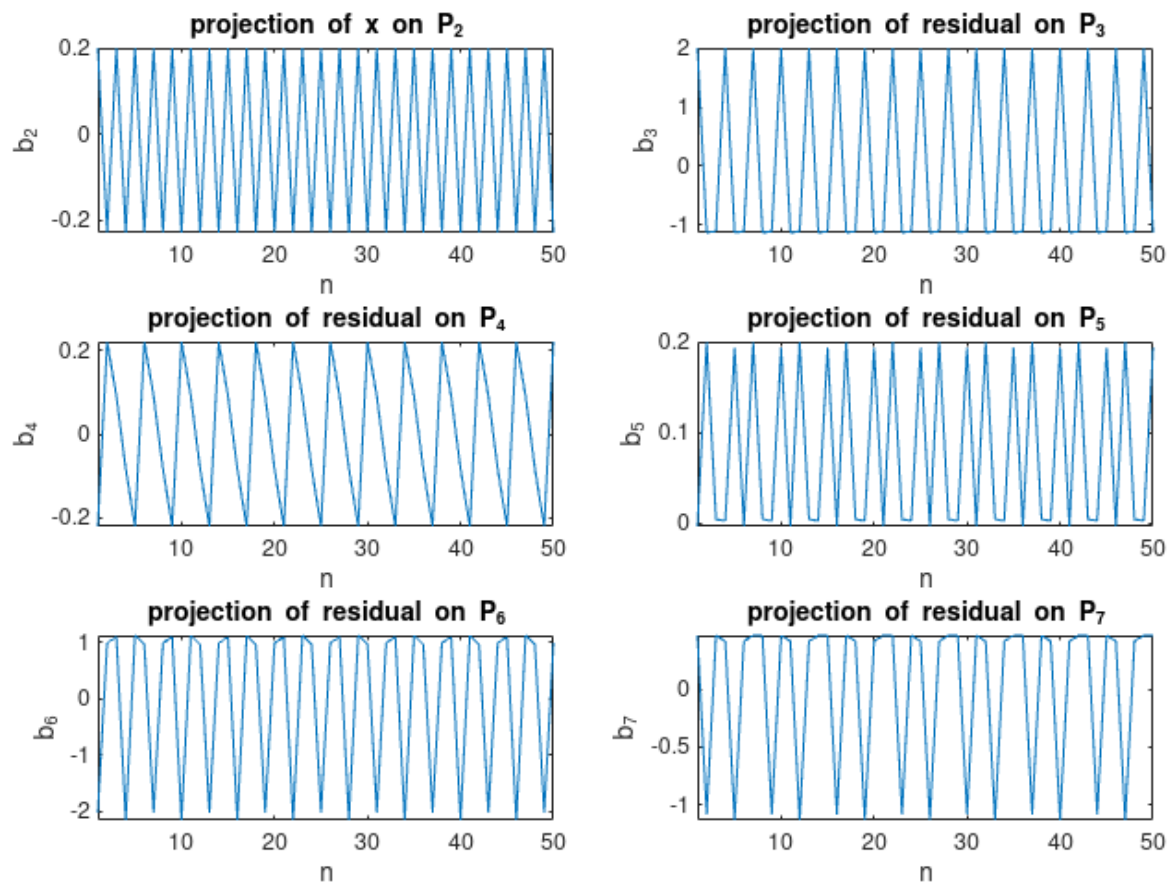 projection of x on P₂
0.2
0
-0.2
b₂
10 20 30 40 50
n
projection of residual on P₃
2
1
0
-1
b₃
10 20 30 40 50
n
projection of residual on P₄
0.2
0
-0.2
b₄
10 20 30 40 50
n
projection of residual on P₅
0.2
0.1
0
b₅
10 20 30 40 50
n
projection of residual on P₆
1
0
-1
-2
b₆
10 20 30 40 50
n
projection of residual on P₇
0
-0.5
-1
b₇
10 20 30 40 50
n